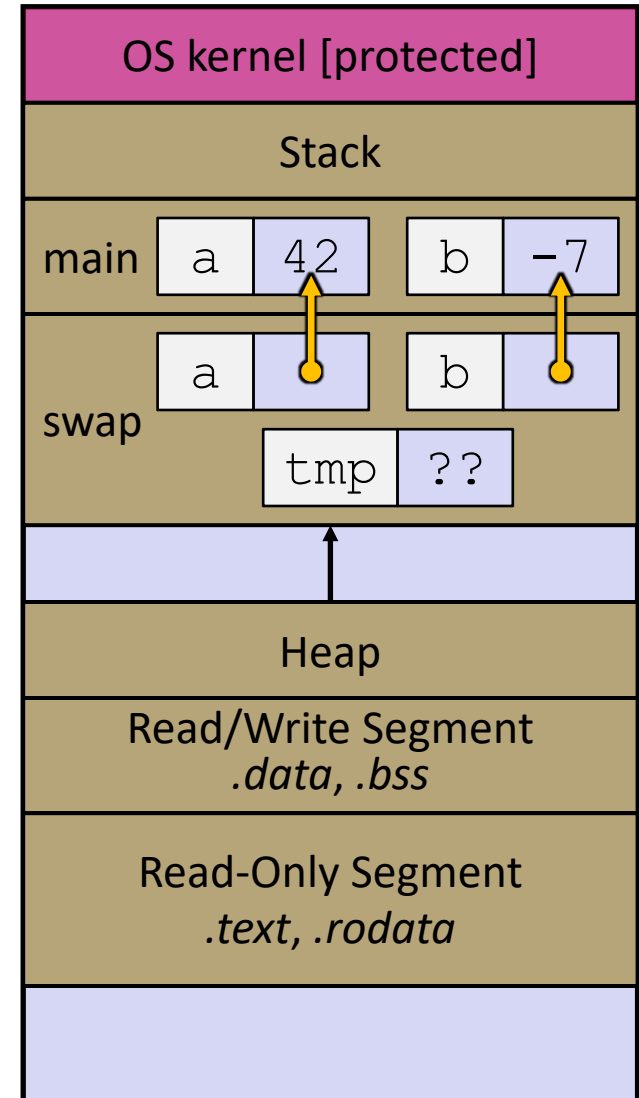 OS kernel [protected]
Stack
main a 42 b -7
swap a b
tmp ??
Heap
Read/Write Segment
.data, .bss
Read-Only Segment
.text, .rodata